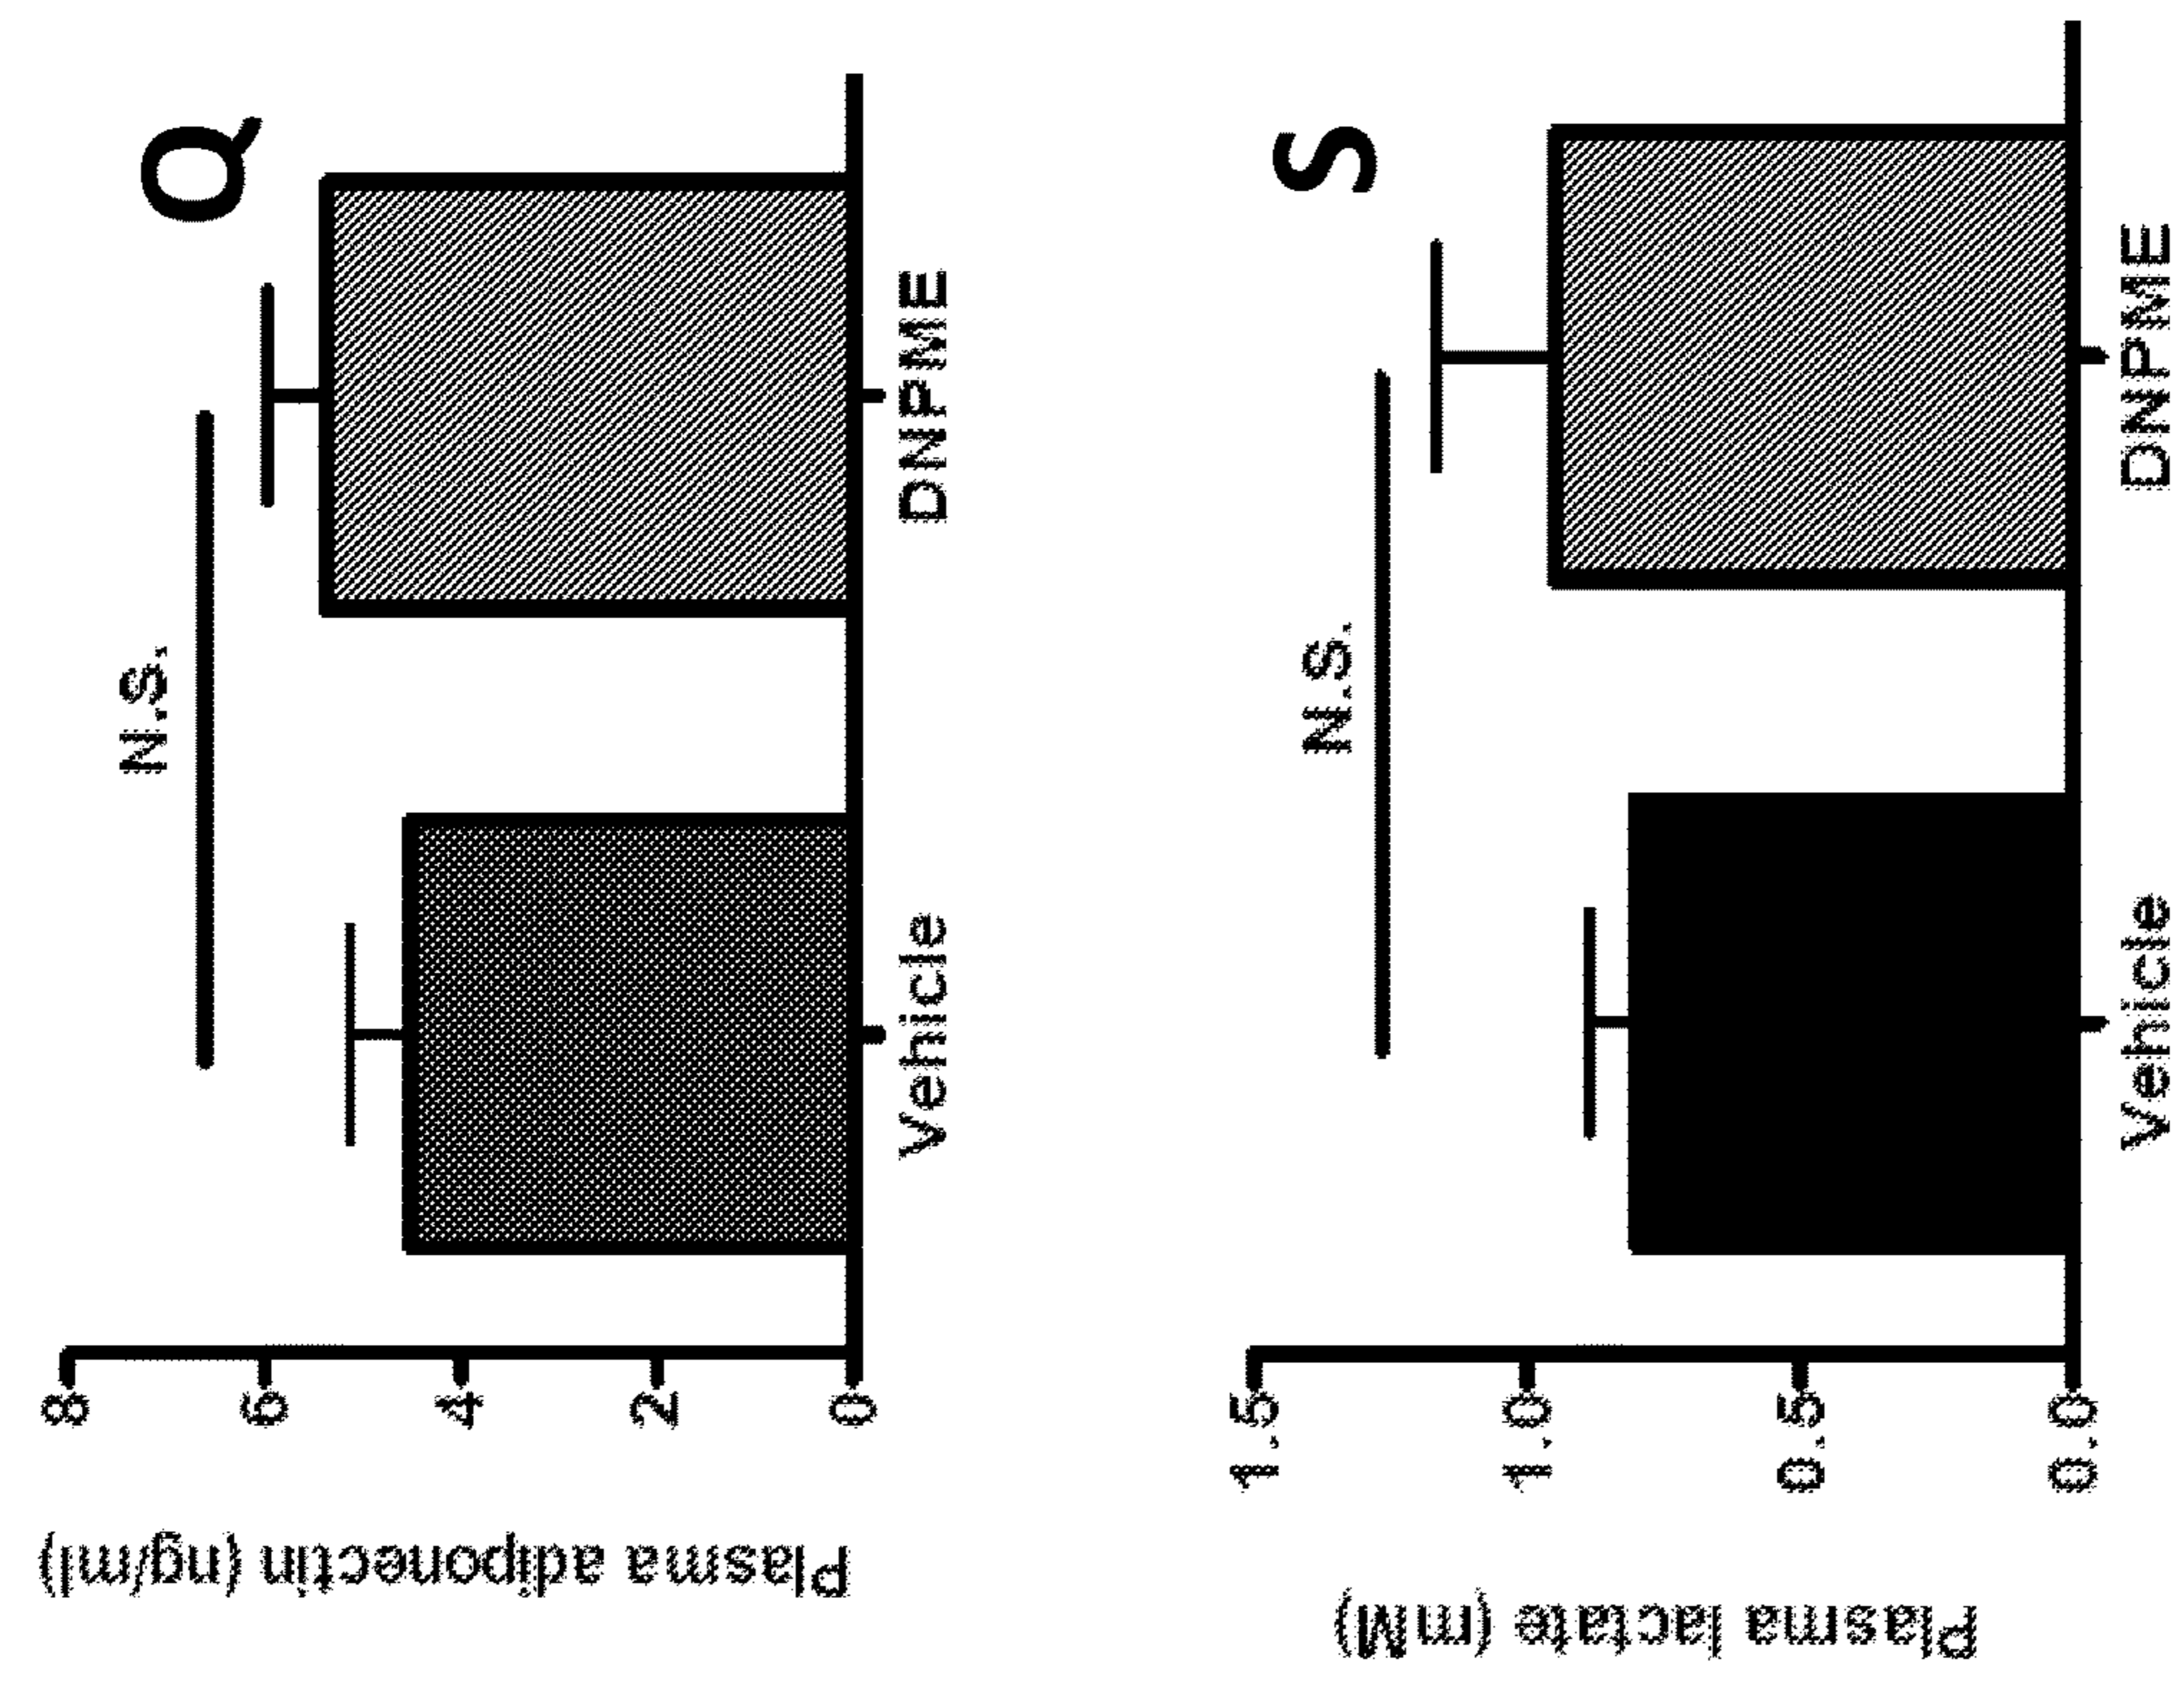 Q
N.S.
8
6
4
2
0
Plasma adiponectin (ng/ml)
Vehicle
DNPME
S
N.S.
1.5
1.0
0.5
0.0
Plasma lactate (mM)
Vehicle
DNPME